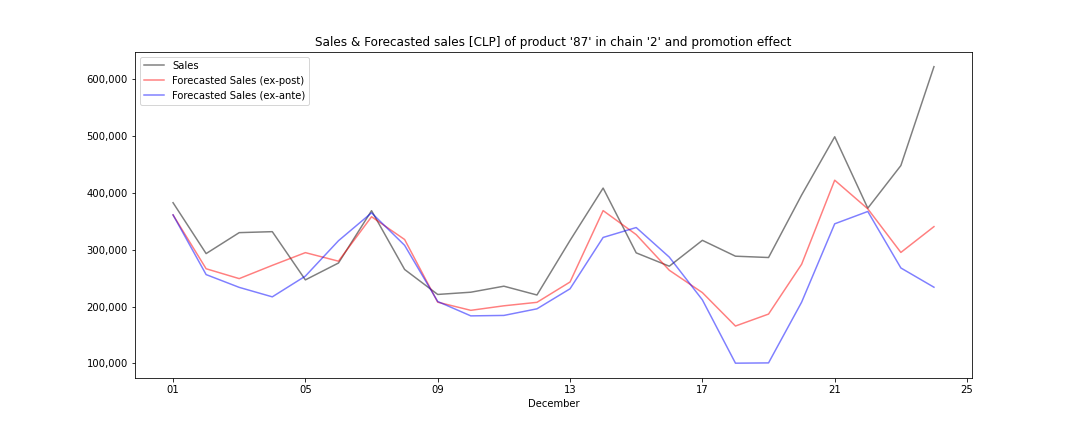 Sales & Forecasted sales [CLP] of product '87' in chain '2' and promotion effect
Sales
Forecasted Sales (ex-post)
Forecasted Sales (ex-ante)
600,000
500,000
400,000
300,000
200,000
100,000
01 05 09 13 17 21 25
December